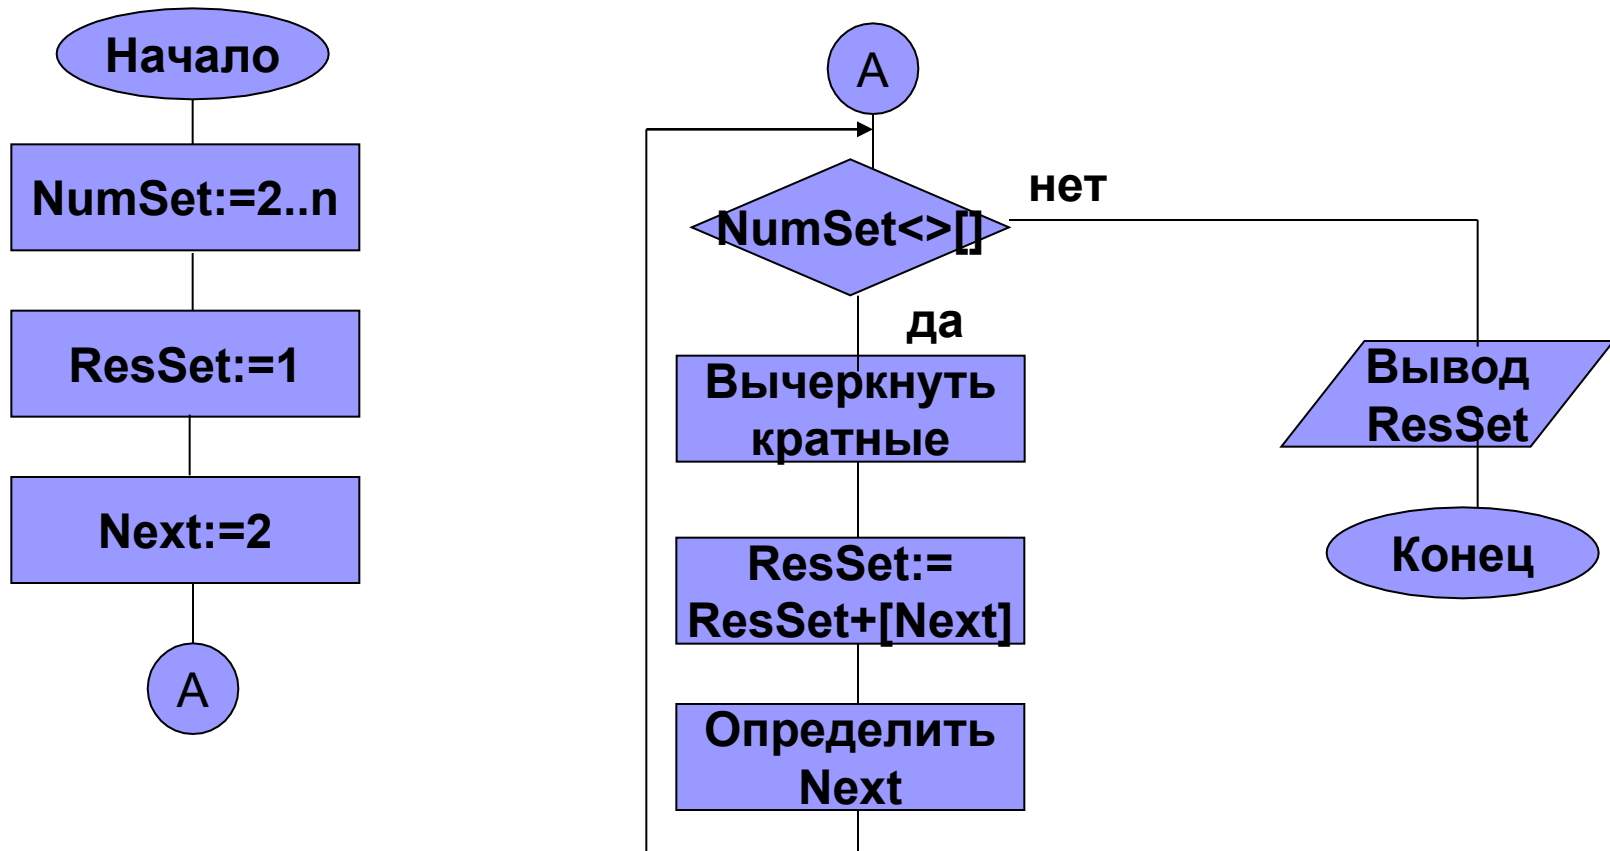 Начало
NumSet:=2..n
ResSet:=1
Next:=2
A
A
NumSet<>[]
нет
да
Вычеркнуть
кратные
ResSet:=
ResSet+[Next]
Определить
Next
Вывод
ResSet
Конец